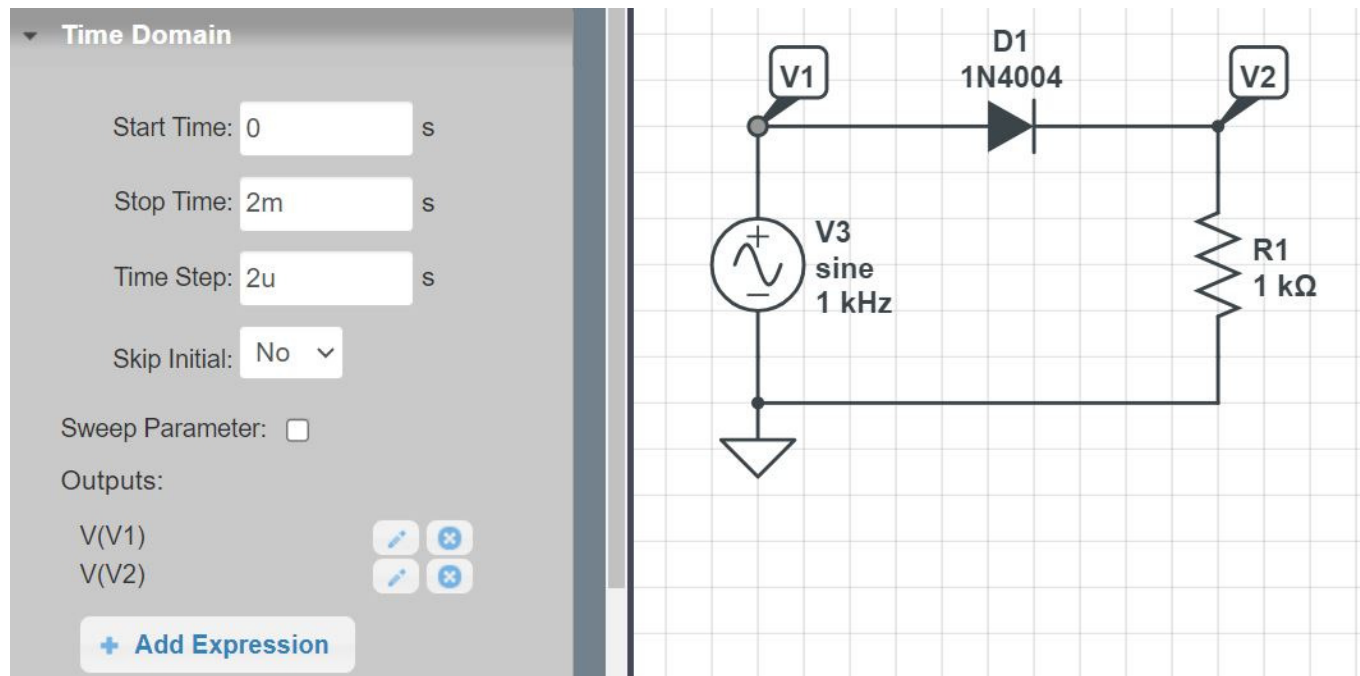 Time Domain
Start Time: 0 s
Stop Time: 2m s
Time Step: 2u s
Skip Initial: No
Sweep Parameter:
Outputs:
V(V1)
V(V2)
+ Add Expression
D1
1N4004
V1
V2
V3
sine
1 kHz
R1
1 kΩ